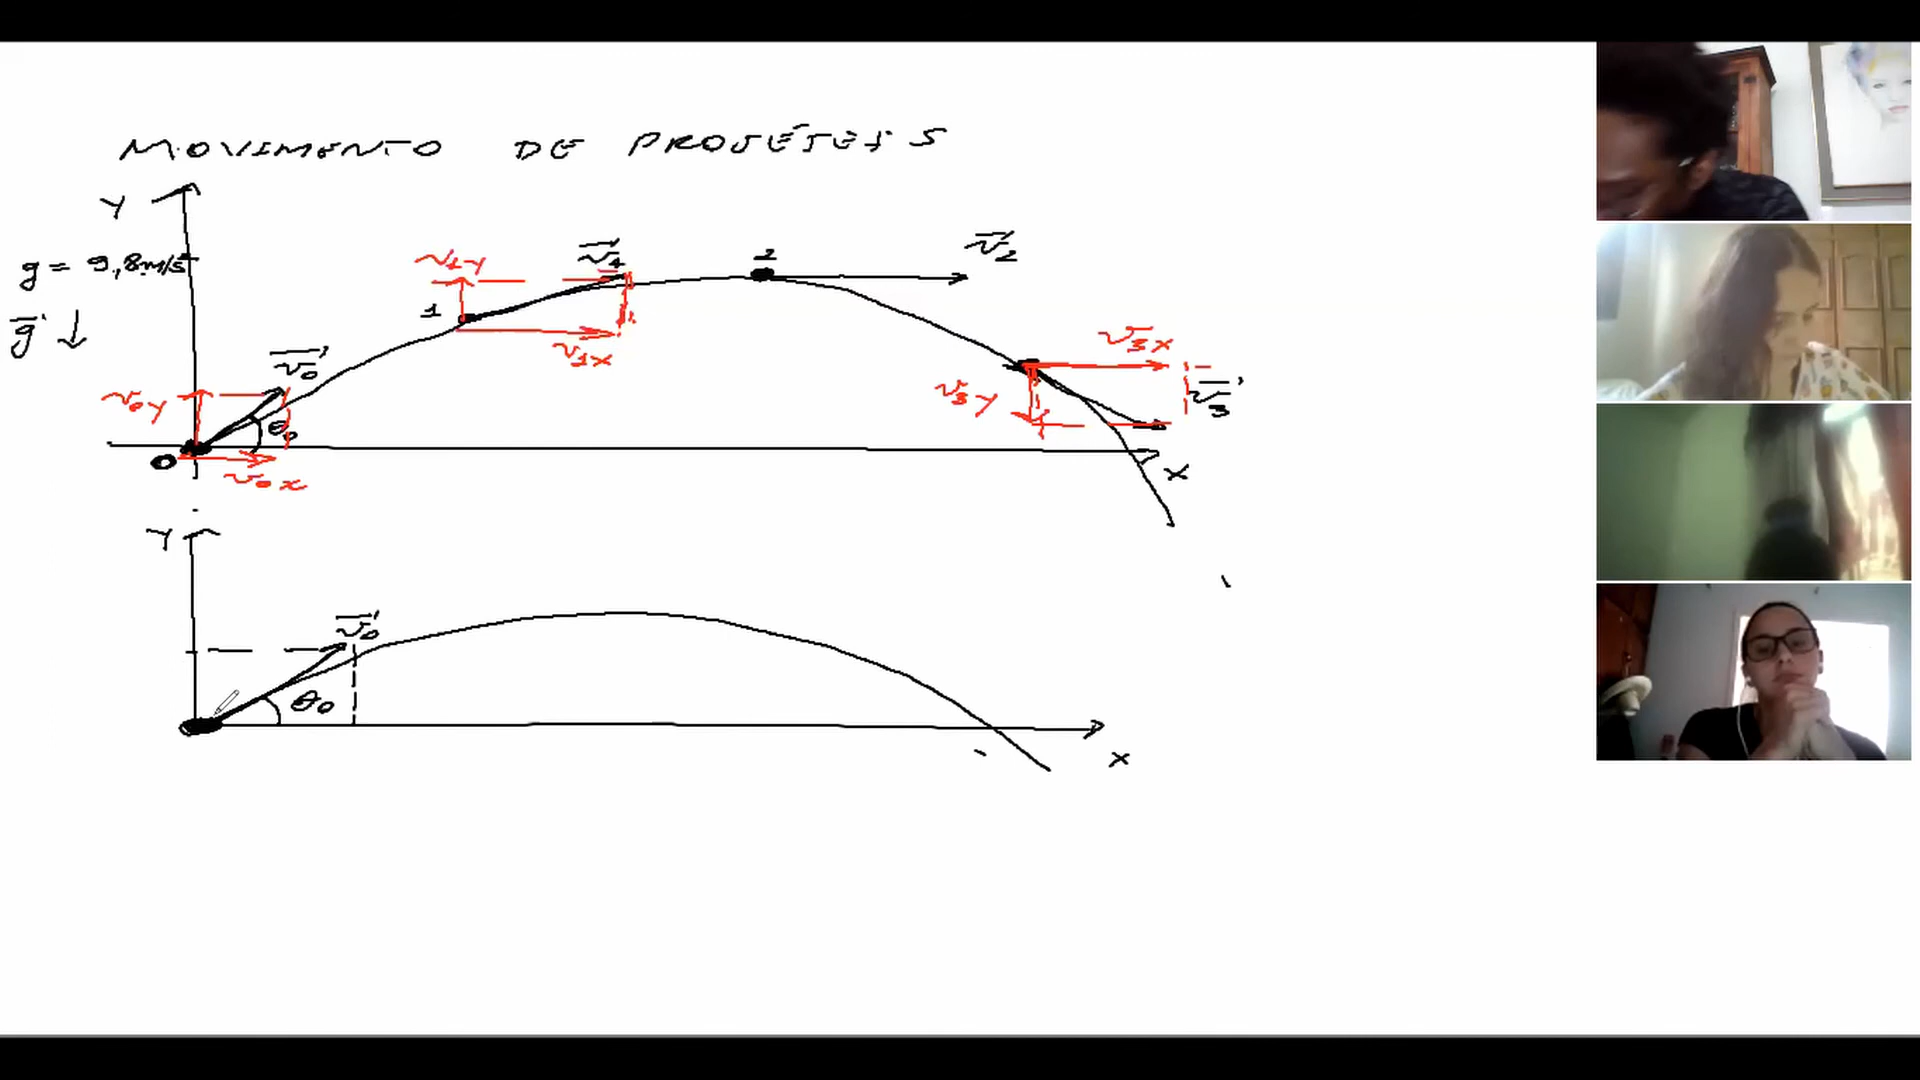 MOVIMENTO DE PROJÉTEIS
Y
g = 9,8m/s²
g
v1y
v1
2
v2
1
v1x
v0
v0y
θ0
0
v0x
v3x
v3
v3y
X
Y
v0
θ0
X